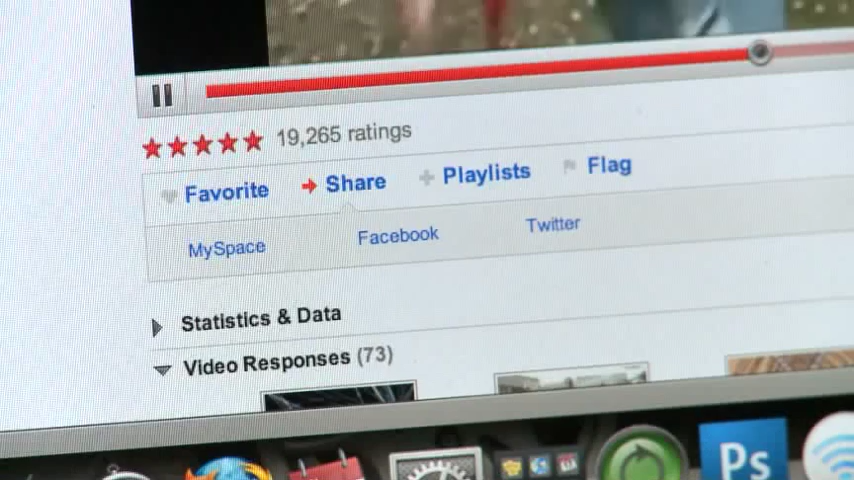 19,265 ratings
Favorite Share Playlists Flag
MySpace Facebook Twitter
Statistics & Data
Video Responses (73)
Ps